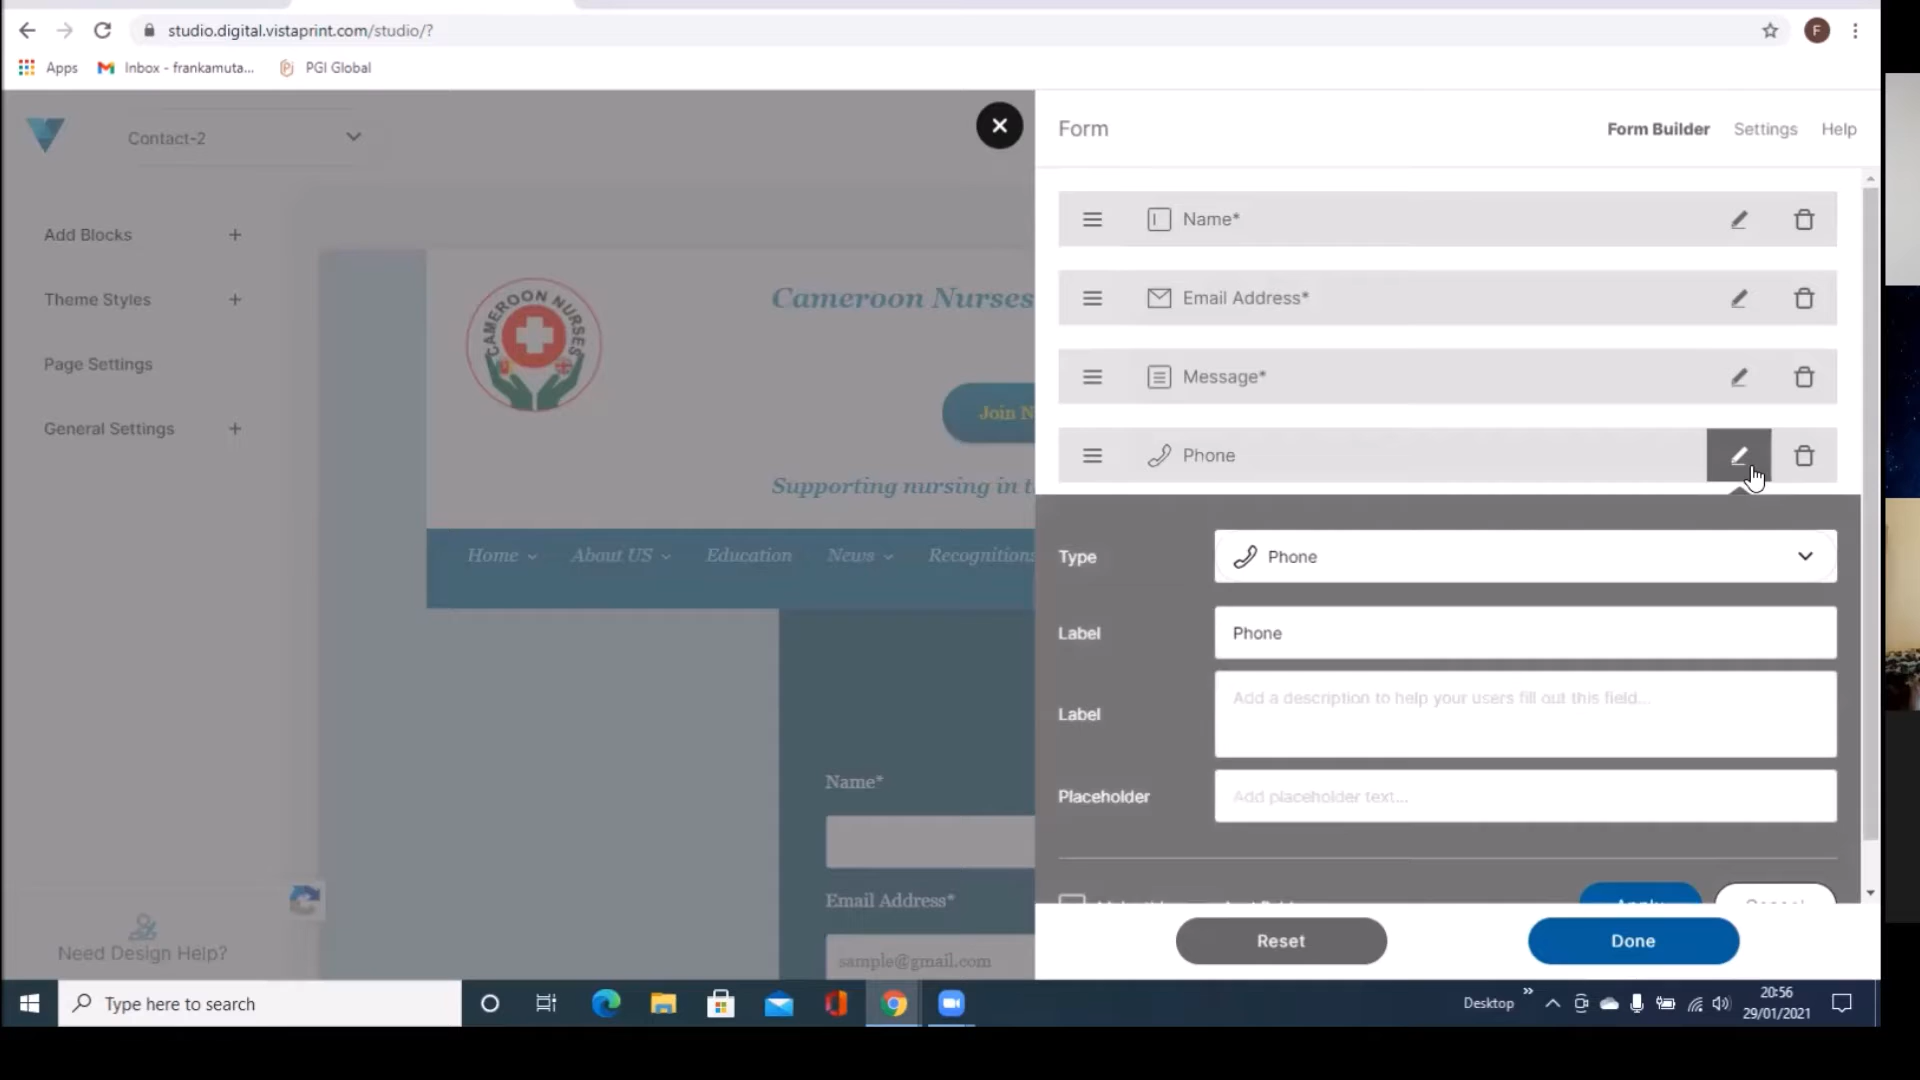 studio.digital.vistaprint.com/studio/?
F
Apps
Inbox - frankamuta...
PGI Global
Contact-2
Form
Form Builder
Settings
Help
Add Blocks
Theme Styles
Page Settings
General Settings
CAMEROON NURSES
Cameroon Nurses
Join N
Supporting nursing in t
Home
About US
Education
News
Recognitions
Name*
Email Address*
sample@gmail.com
Need Design Help?
Name*
Email Address*
Message*
Phone
Type
Phone
Label
Phone
Label
Add a description to help your users fill out this field...
Placeholder
Add placeholder text...
Apply
Cancel
Reset
Done
Type here to search
Desktop
20:56
29/01/2021